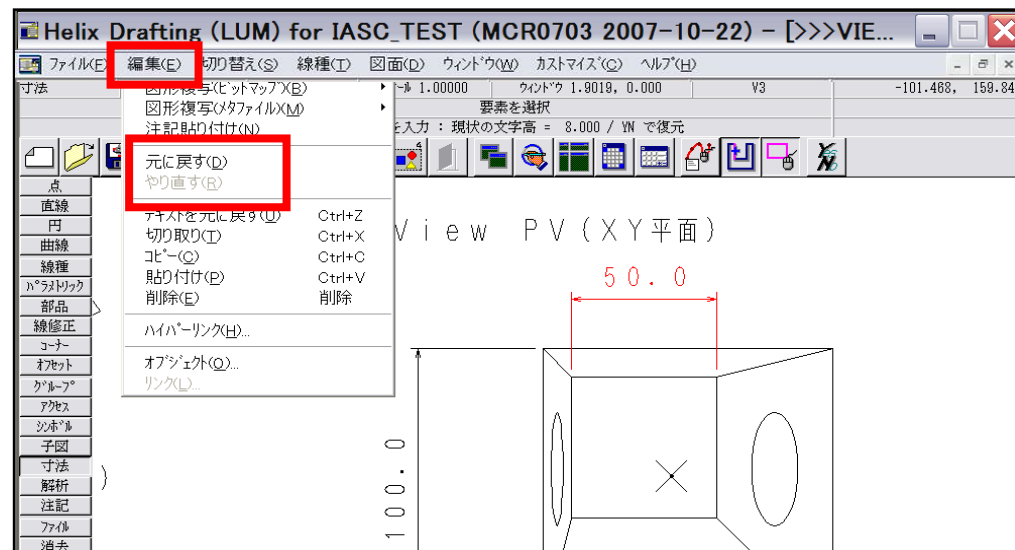 Helix Drafting (LUM) for IASC_TEST (MCR0703 2007-10-22) - [>>>VIE...
ﾌｧｲﾙ(F) 編集(E) 切り替え(S) 線種(T) 図面(D) ウィンドウ(W) ｶｽﾄﾏｲｽﾞ(C) ﾍﾙﾌﾟ(H)
寸法 1.00000 ｳｨﾝﾄﾞｳ 1.9019, 0.000 V3 -101.468, 159.84
要素を選択
を入力 : 現状の文字高 = 8.000 / YN で復元
図形複写(ﾋﾞｯﾄﾏｯﾌﾟ)(B)
図形複写(ﾒﾀﾌｧｲﾙ)(M)
注記貼り付け(N)
元に戻す(D)
やり直す(R)
テキストを元に戻す(U) Ctrl+Z
切り取り(T) Ctrl+X
ｺﾋﾟｰ(C) Ctrl+C
貼り付け(P) Ctrl+V
削除(E) 削除
ﾊｲﾊﾟｰﾘﾝｸ(H)...
ｵﾌﾞｼﾞｪｸﾄ(O)...
ﾘﾝｸ(L)...
点
直線
円
曲線
線種
ﾊﾟﾗﾒﾄﾘｯｸ
部品
線修正
ｺｰﾅｰ
ｵﾌｾｯﾄ
ｸﾞﾙｰﾌﾟ
ｱｸｾｽ
ｼﾝﾎﾞﾙ
子図
寸法
解析
注記
ﾌｧｲﾙ
消去
View PV(XY平面)
50.0
100.0